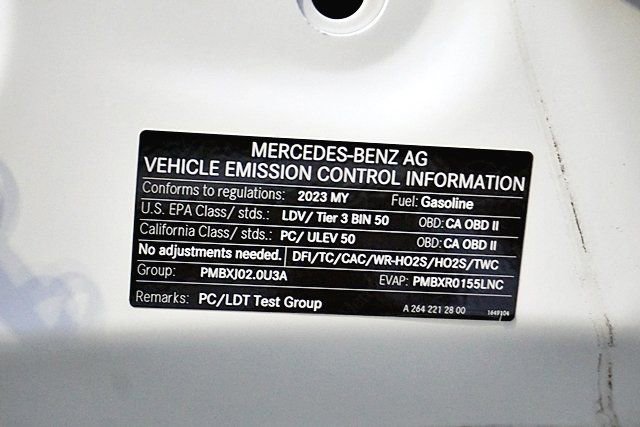 MERCEDES-BENZ AG
VEHICLE EMISSION CONTROL INFORMATION
Conforms to regulations: 2023 MY Fuel: Gasoline
U.S. EPA Class/ stds.: LDV/ Tier 3 BIN 50 OBD: CA OBD II
California Class/ stds.: PC/ ULEV 50 OBD: CA OBD II
No adjustments needed. DFI/TC/CAC/WR-HO2S/HO2S/TWC
Group: PMBXJ02.0U3A EVAP: PMBXR0155LNC
Remarks: PC/LDT Test Group A 264 221 28 00 1649104